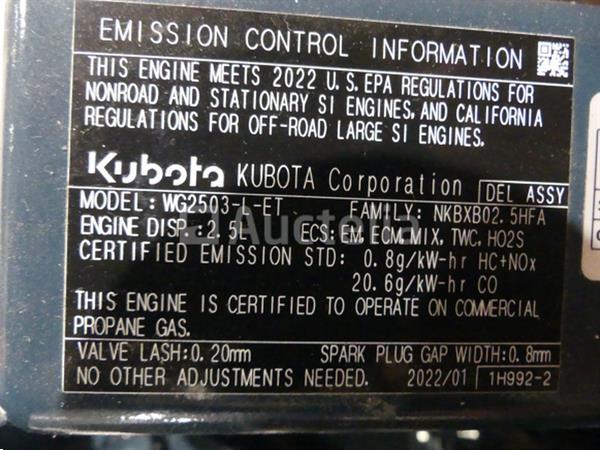 EMISSION CONTROL INFORMATION
THIS ENGINE MEETS 2022 U.S. EPA REGULATIONS FOR
NONROAD AND STATIONARY SI ENGINES, AND CALIFORNIA
REGULATIONS FOR OFF-ROAD LARGE SI ENGINES.
Kubota KUBOTA Corporation DEL ASSY
MODEL: WG2503-L-ET FAMILY: NKBXB02.5HFA
Auctelia
ENGINE DISP: 2.5L ECS: EM, ECM, MIX, TWC, HO2S
CERTIFIED EMISSION STD: 0.8g/kW-hr HC+NOx
20.6g/kW-hr CO
THIS ENGINE IS CERTIFIED TO OPERATE ON COMMERCIAL
PROPANE GAS.
VALVE LASH: 0.20mm SPARK PLUG GAP WIDTH: 0.8mm
NO OTHER ADJUSTMENTS NEEDED. 2022/01 1H992-2